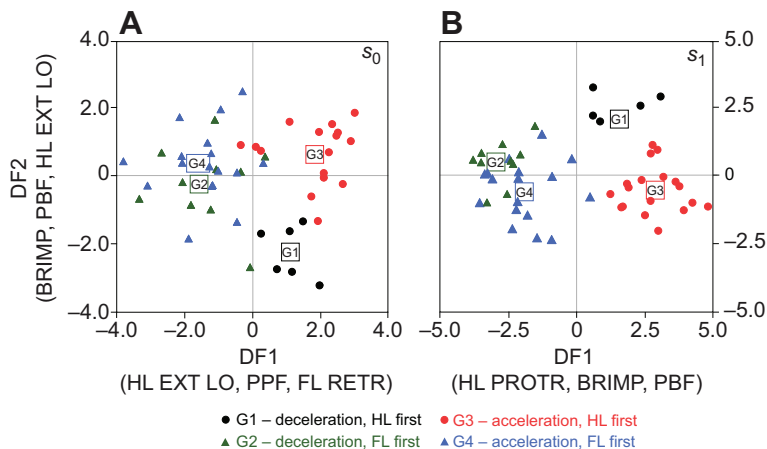 A
B
4.0
2.0
0
–2.0
–4.0
s0
G4
G2
G3
G1
–4.0
–2.0
0
2.0
4.0
DF2
(BRIMP, PBF, HL EXT LO)
DF1
(HL EXT LO, PPF, FL RETR)
s1
G1
G2
G4
G3
5.0
2.5
0
–2.5
–5.0
–5.0
–2.5
0
2.5
5.0
DF1
(HL PROTR, BRIMP, PBF)
G1 – deceleration, HL first
G3 – acceleration, HL first
G2 – deceleration, FL first
G4 – acceleration, FL first